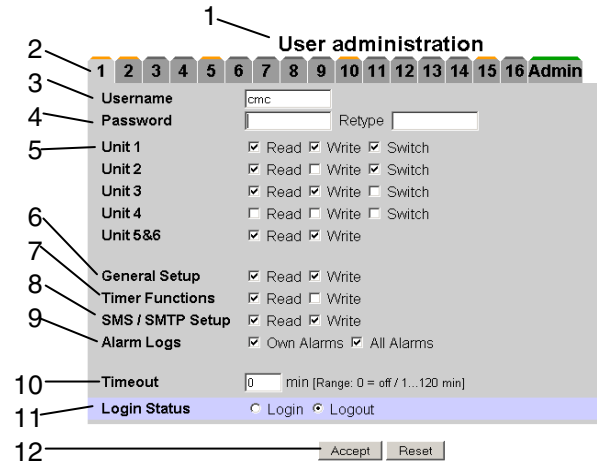 1
User administration
2
1 2 3 4 5 6 7 8 9 10 11 12 13 14 15 16 Admin
3 Username cmc
4 Password Retype
5 Unit 1 Read Write Switch
Unit 2 Read Write Switch
Unit 3 Read Write Switch
Unit 4 Read Write Switch
6 Unit 5&6 Read Write
7 General Setup Read Write
8 Timer Functions Read Write
9 SMS / SMTP Setup Read Write
Alarm Logs Own Alarms All Alarms
10 Timeout 0 min [Range: 0 = off / 1...120 min]
11 Login Status Login Logout
12 Accept Reset